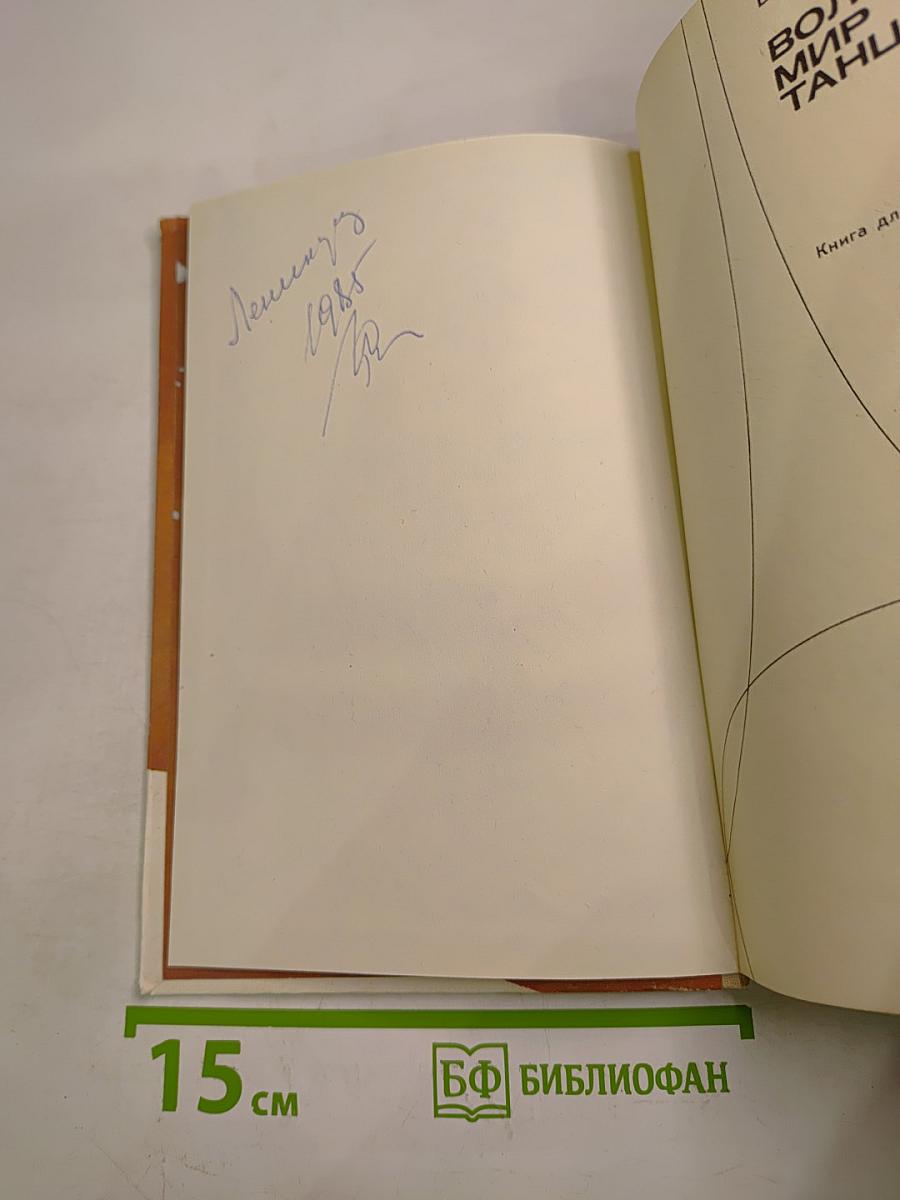 Ленинград
1985
ВОЛ
МИР
ТАНЦ
Книга дл
15 см
БФ БИБЛИОФАН